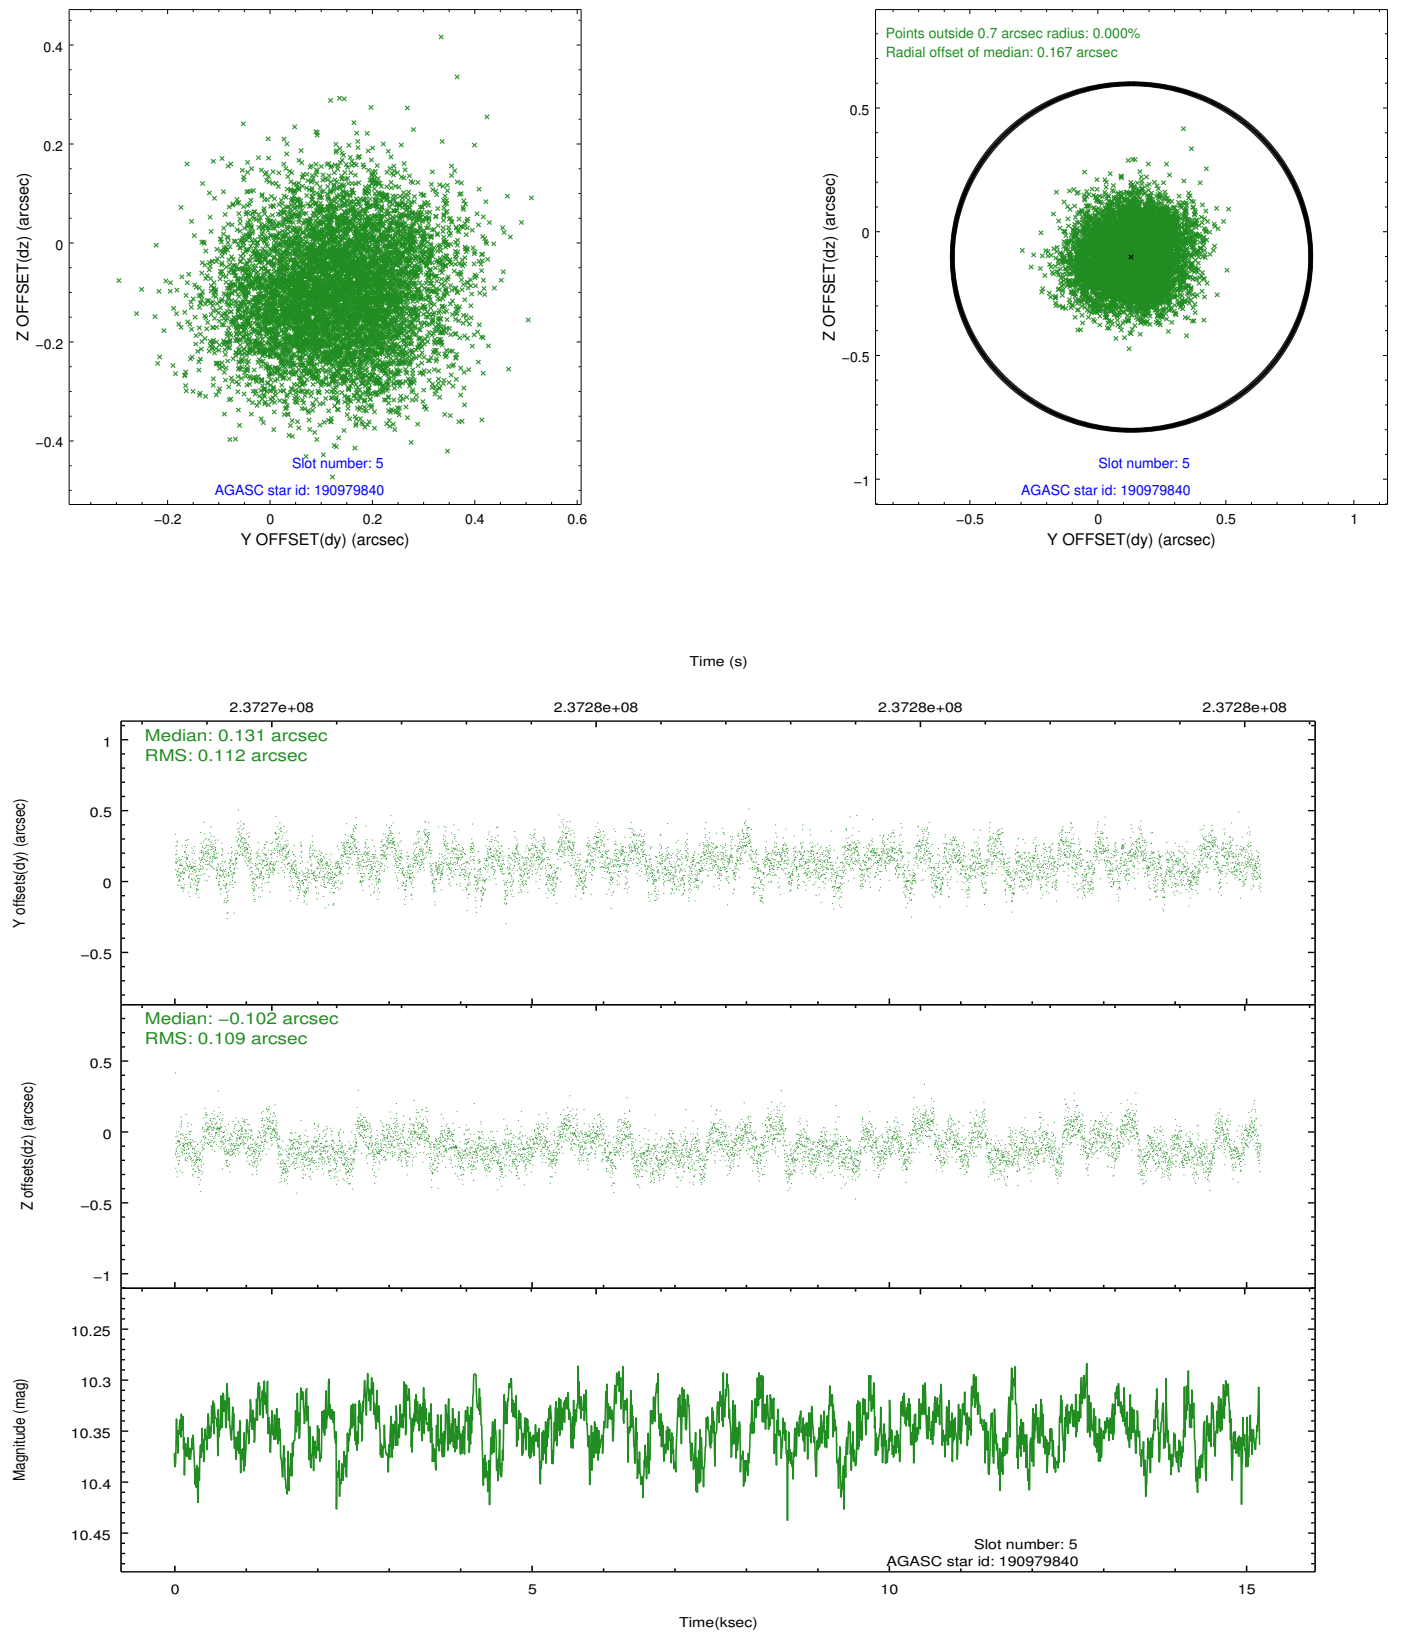 0.4
0.2
0
−0.2
−0.4
Z OFFSET(dz) (arcsec)
Slot number: 5
AGASC star id: 190979840
−0.2
0
0.2
0.4
0.6
Y OFFSET(dy) (arcsec)
Points outside 0.7 arcsec radius: 0.000%
Radial offset of median: 0.167 arcsec
0.5
0
−0.5
−1
Z OFFSET(dz) (arcsec)
Slot number: 5
AGASC star id: 190979840
−0.5
0
0.5
1
Y OFFSET(dy) (arcsec)
Time (s)
2.3727e+08
2.3728e+08
2.3728e+08
2.3728e+08
Median: 0.131 arcsec
RMS: 0.112 arcsec
1
0.5
0
−0.5
Y offsets(dy) (arcsec)
Median: −0.102 arcsec
RMS: 0.109 arcsec
0.5
0
−0.5
−1
Z offsets(dz) (arcsec)
10.25
10.3
10.35
10.4
10.45
Magnitude (mag)
Slot number: 5
AGASC star id: 190979840
0
5
10
15
Time(ksec)